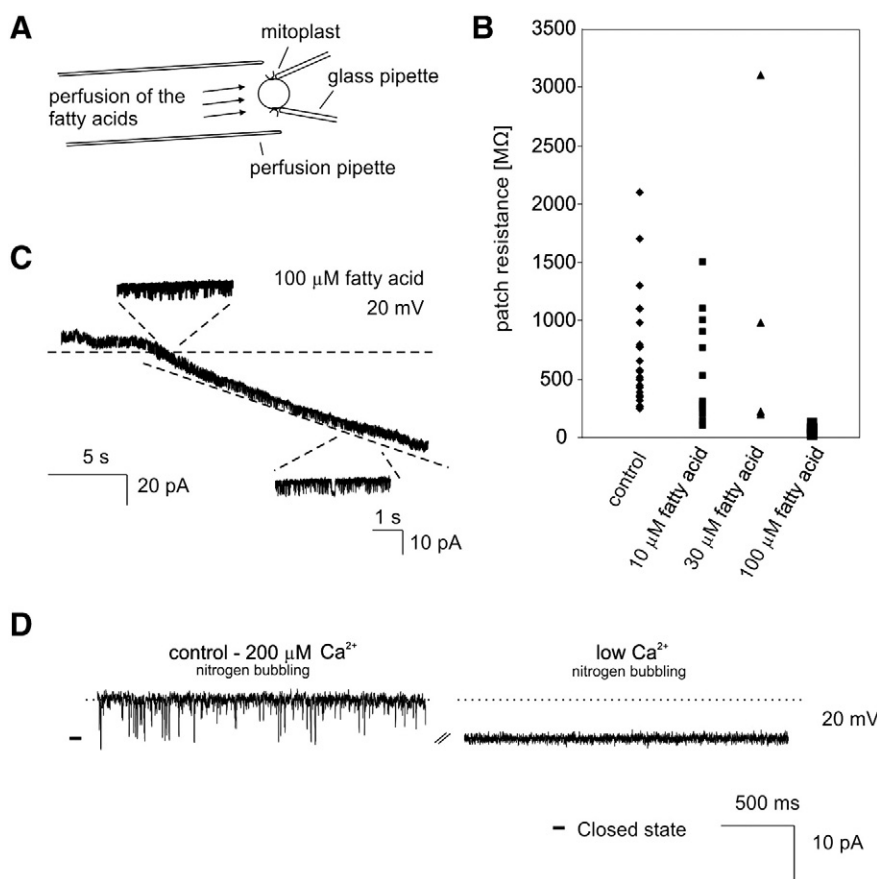 A
mitoplast
glass pipette
perfusion of the
fatty acids
perfusion pipette
B
patch resistance [MΩ]
3500
3000
2500
2000
1500
1000
500
0
control
10 μM fatty acid
30 μM fatty acid
100 μM fatty acid
C
100 μM fatty acid
20 mV
5 s
20 pA
1 s
10 pA
D
control - 200 μM Ca²⁺
nitrogen bubbling
low Ca²⁺
nitrogen bubbling
20 mV
500 ms
10 pA
Closed state